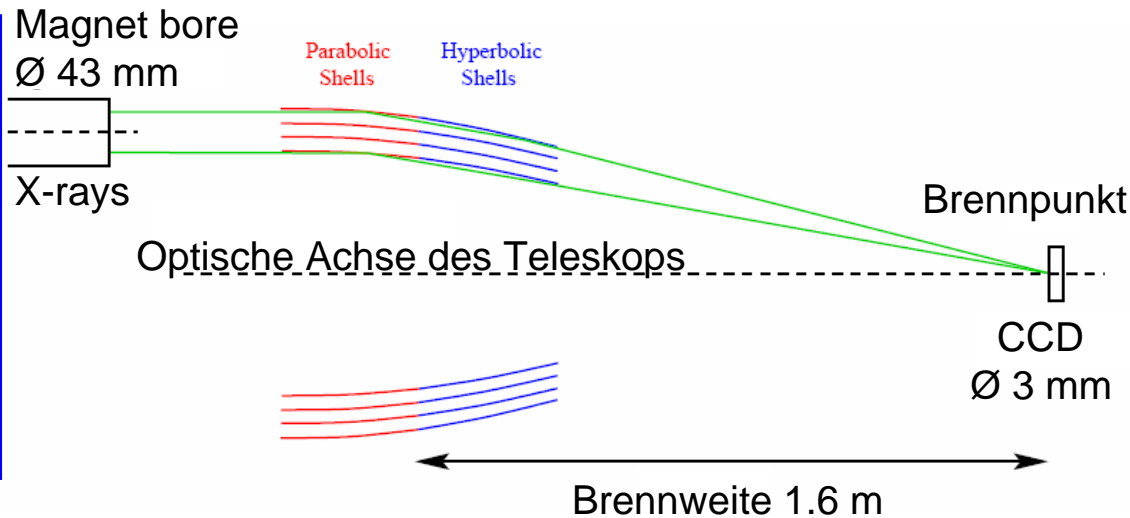 Magnet bore
Ø 43 mm
Parabolic
Shells
Hyperbolic
Shells
X-rays
Brennpunkt
Optische Achse des Teleskops
CCD
Ø 3 mm
Brennweite 1.6 m